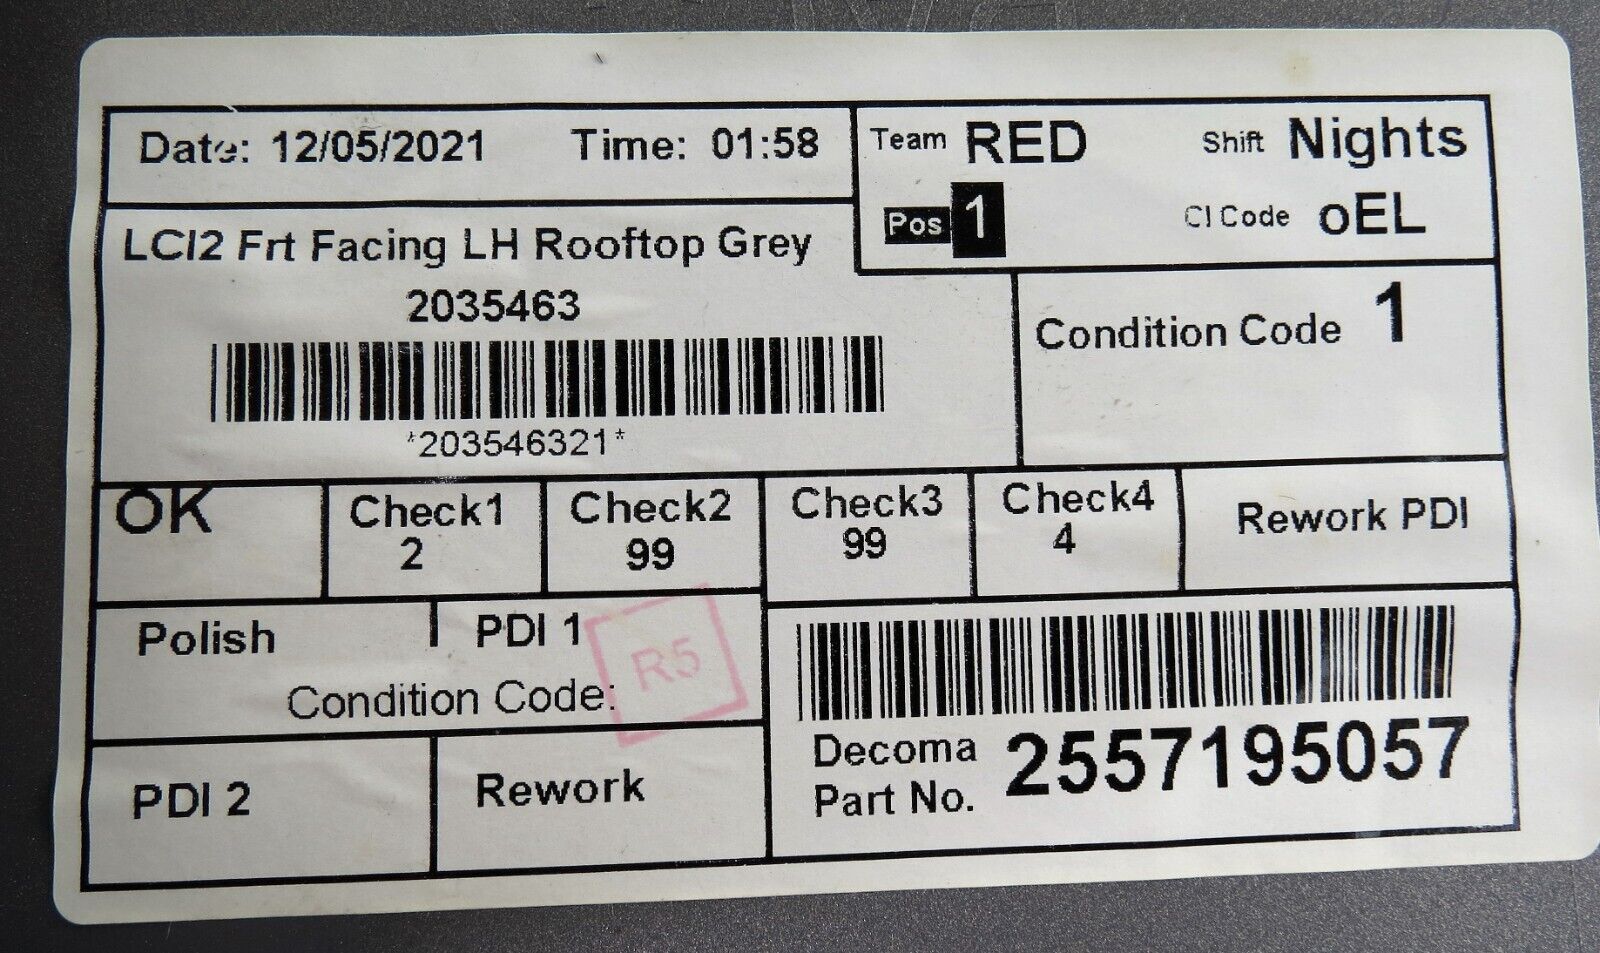 Date: 12/05/2021 Time: 01:58
Team RED Shift Nights
Pos 1 CI Code oEL
LCI2 Frt Facing LH Rooftop Grey
2035463
*203546321*
Condition Code 1
OK
Check1
2
Check2
99
Check3
99
Check4
4
Rework PDI
Polish
PDI 1
Condition Code:
R5
PDI 2
Rework
Decoma
Part No. 2557195057